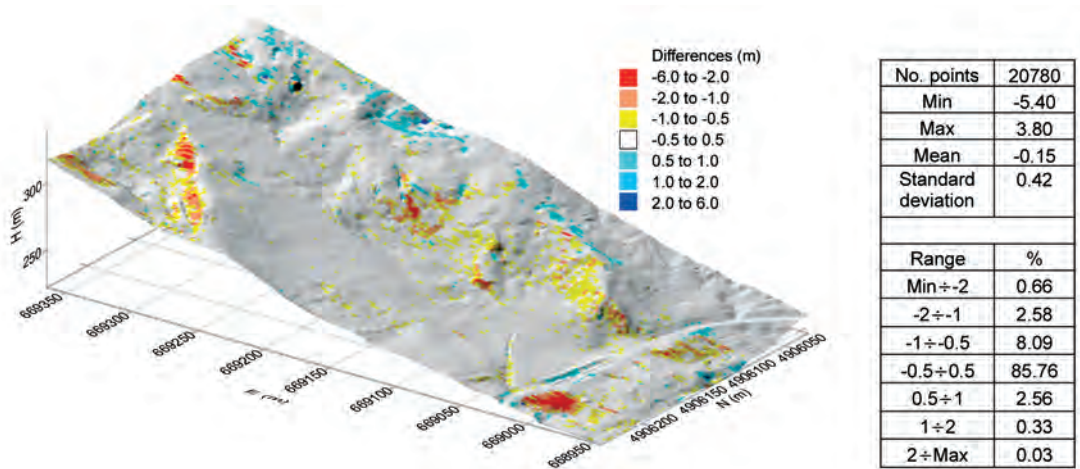 Differences (m)
-6.0 to -2.0
-2.0 to -1.0
-1.0 to -0.5
-0.5 to 0.5
0.5 to 1.0
1.0 to 2.0
2.0 to 6.0
H (m)
300
250
669350
669300
669250
669200
669150
669100
669050
669000
668950
4906200
4906150
4906100
4906050
N (m)
No. points 20780
Min -5.40
Max 3.80
Mean -0.15
Standard 0.42
deviation
Range %
Min÷-2 0.66
-2÷-1 2.58
-1÷-0.5 8.09
-0.5÷0.5 85.76
0.5÷1 2.56
1÷2 0.33
2÷Max 0.03